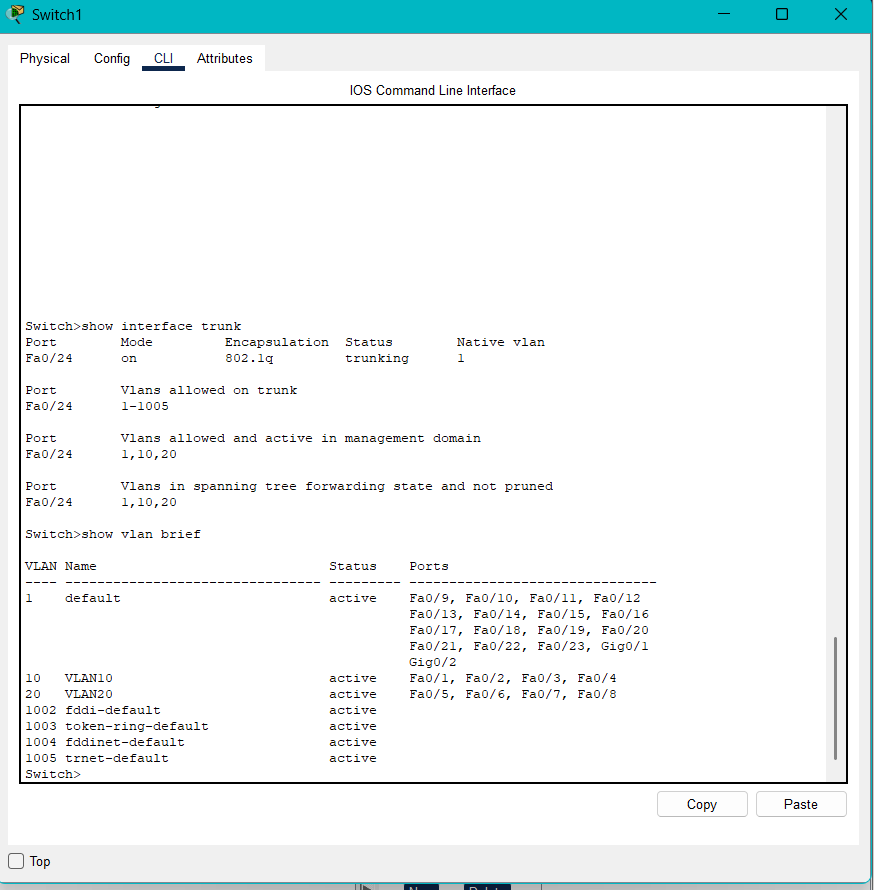 Switch1
Physical Config CLI Attributes
IOS Command Line Interface
Switch>show interface trunk
Port        Mode         Encapsulation  Status        Native vlan
Fa0/24      on           802.1q         trunking      1

Port        Vlans allowed on trunk
Fa0/24      1-1005

Port        Vlans allowed and active in management domain
Fa0/24      1,10,20

Port        Vlans in spanning tree forwarding state and not pruned
Fa0/24      1,10,20

Switch>show vlan brief

VLAN Name                             Status    Ports
---- -------------------------------- --------- -------------------------------
1    default                          active    Fa0/9, Fa0/10, Fa0/11, Fa0/12
                                                Fa0/13, Fa0/14, Fa0/15, Fa0/16
                                                Fa0/17, Fa0/18, Fa0/19, Fa0/20
                                                Fa0/21, Fa0/22, Fa0/23, Gig0/1
                                                Gig0/2
10   VLAN10                           active    Fa0/1, Fa0/2, Fa0/3, Fa0/4
20   VLAN20                           active    Fa0/5, Fa0/6, Fa0/7, Fa0/8
1002 fddi-default                     active
1003 token-ring-default               active
1004 fddinet-default                  active
1005 trnet-default                    active
Switch>
Copy Paste
Top